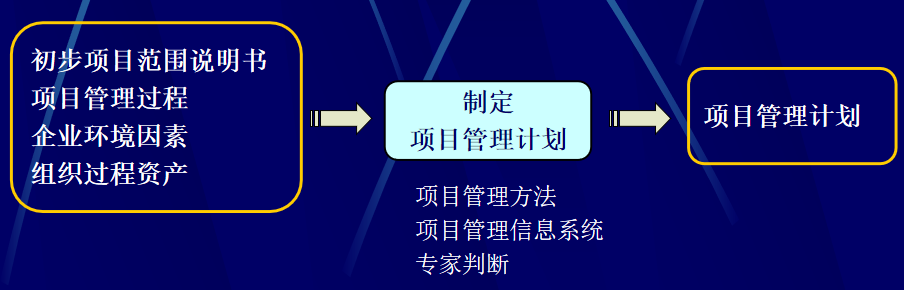 初步项目范围说明书
项目管理过程
企业环境因素
组织过程资产
制定
项目管理计划
项目管理方法
项目管理信息系统
专家判断
项目管理计划